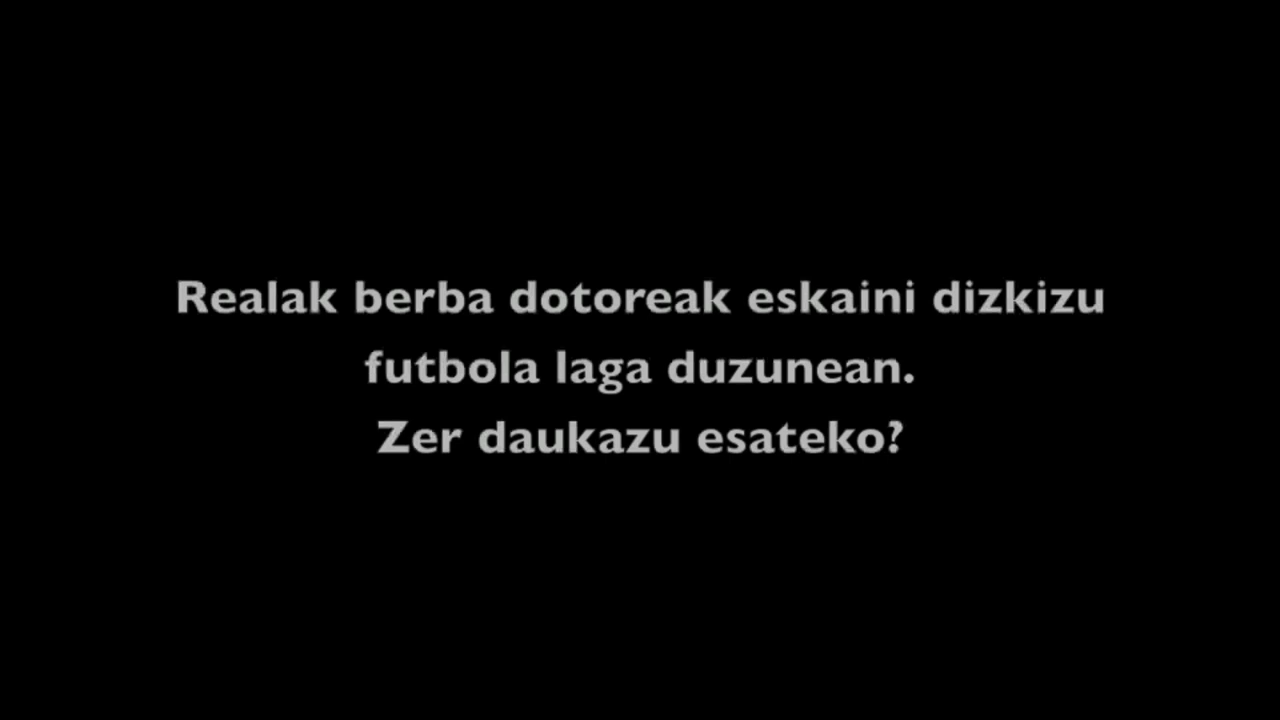 Realak berba dotoreak eskaini dizkizu
futbola laga duzunean.
Zer daukazu esateko?